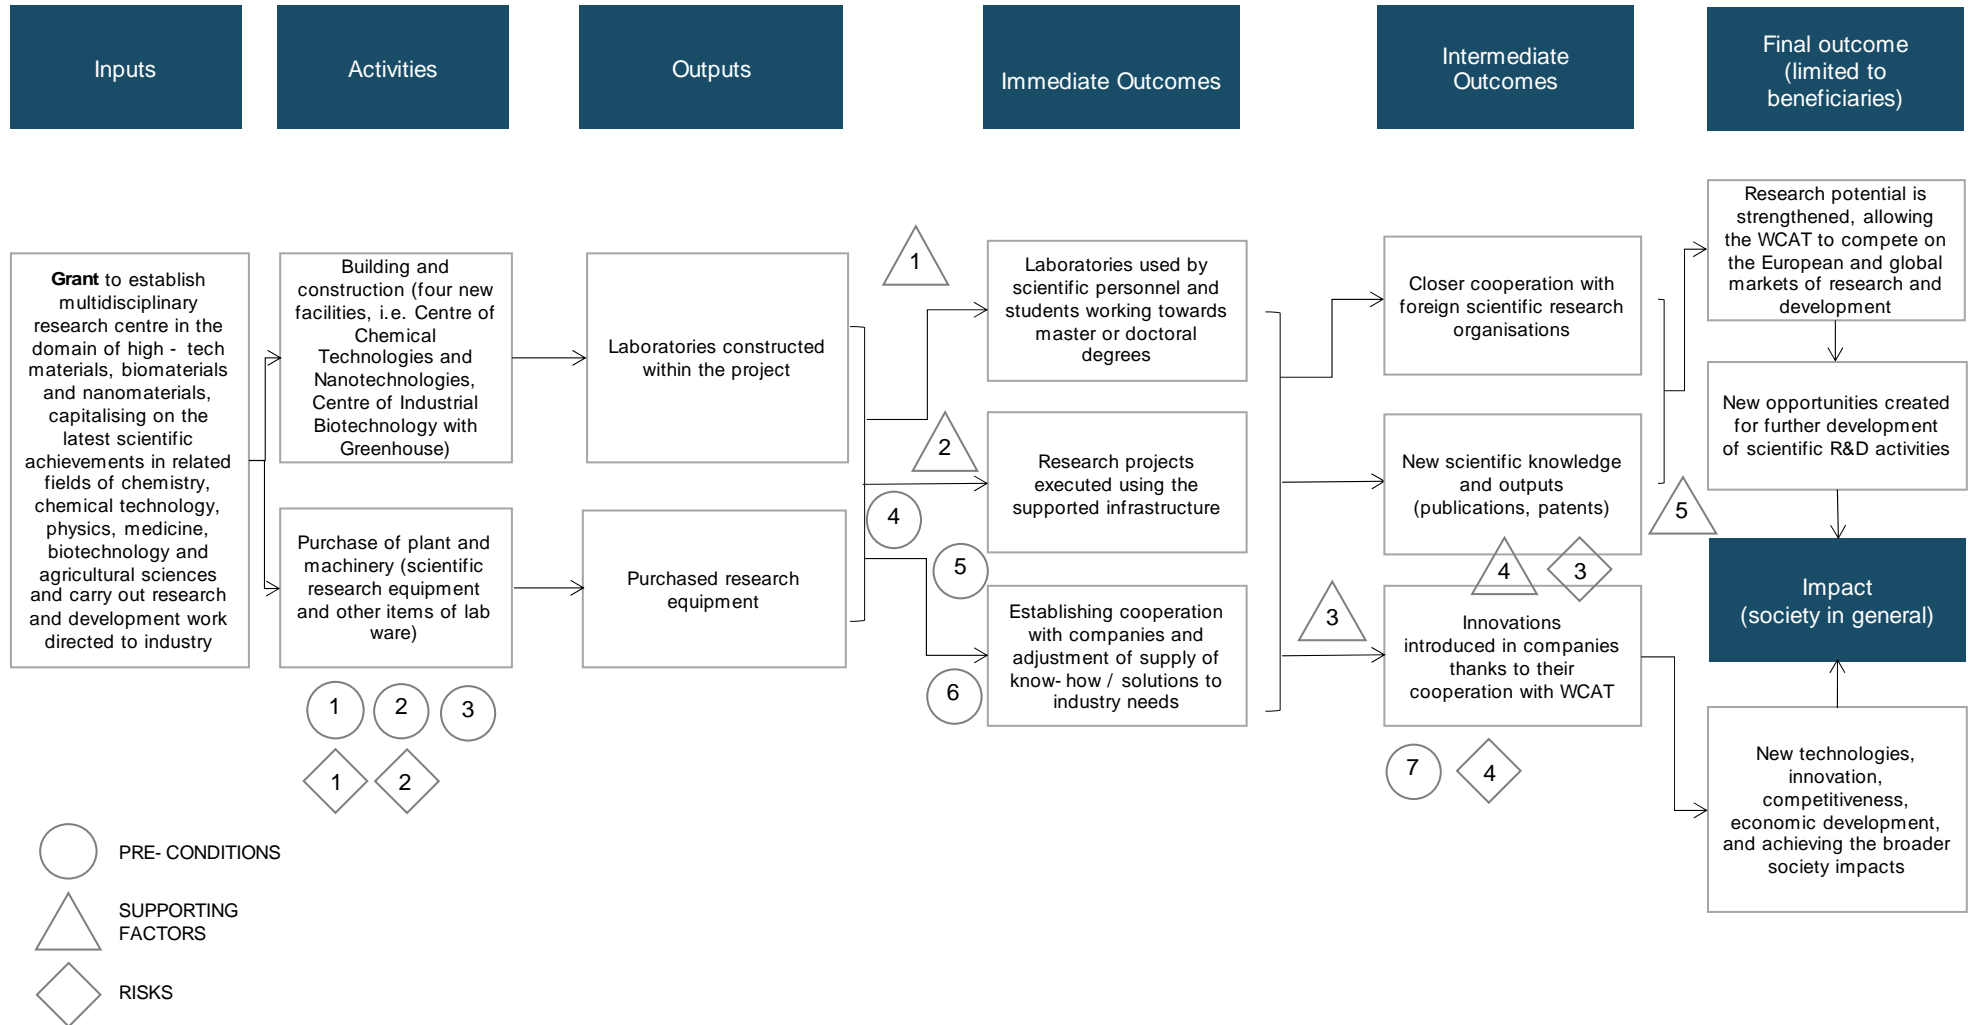 Inputs
Activities
Outputs
Immediate Outcomes
Intermediate
Outcomes
Final outcome
(limited to
beneficiaries)
Grant to establish
multidisciplinary
research centre in the
domain of high - tech
materials, biomaterials
and nanomaterials,
capitalising on the
latest scientific
achievements in related
fields of chemistry,
chemical technology,
physics, medicine,
biotechnology and
agricultural sciences
and carry out research
and development work
directed to industry
Building and
construction (four new
facilities, i.e. Centre of
Chemical
Technologies and
Nanotechnologies,
Centre of Industrial
Biotechnology with
Greenhouse)
Purchase of plant and
machinery (scientific
research equipment
and other items of lab
ware)
1
2
3
1
2
Laboratories constructed
within the project
Purchased research
equipment
1
2
4
5
6
Laboratories used by
scientific personnel and
students working towards
master or doctoral
degrees
Research projects
executed using the
supported infrastructure
Establishing cooperation
with companies and
adjustment of supply of
know- how / solutions to
industry needs
3
Closer cooperation with
foreign scientific research
organisations
New scientific knowledge
and outputs
(publications, patents)
4
3
Innovations
introduced in companies
thanks to their
cooperation with WCAT
7
4
5
Research potential is
strengthened, allowing
the WCAT to compete on
the European and global
markets of research and
development
New opportunities created
for further development
of scientific R&D activities
Impact
(society in general)
New technologies,
innovation,
competitiveness,
economic development,
and achieving the broader
society impacts
PRE- CONDITIONS
SUPPORTING
FACTORS
RISKS